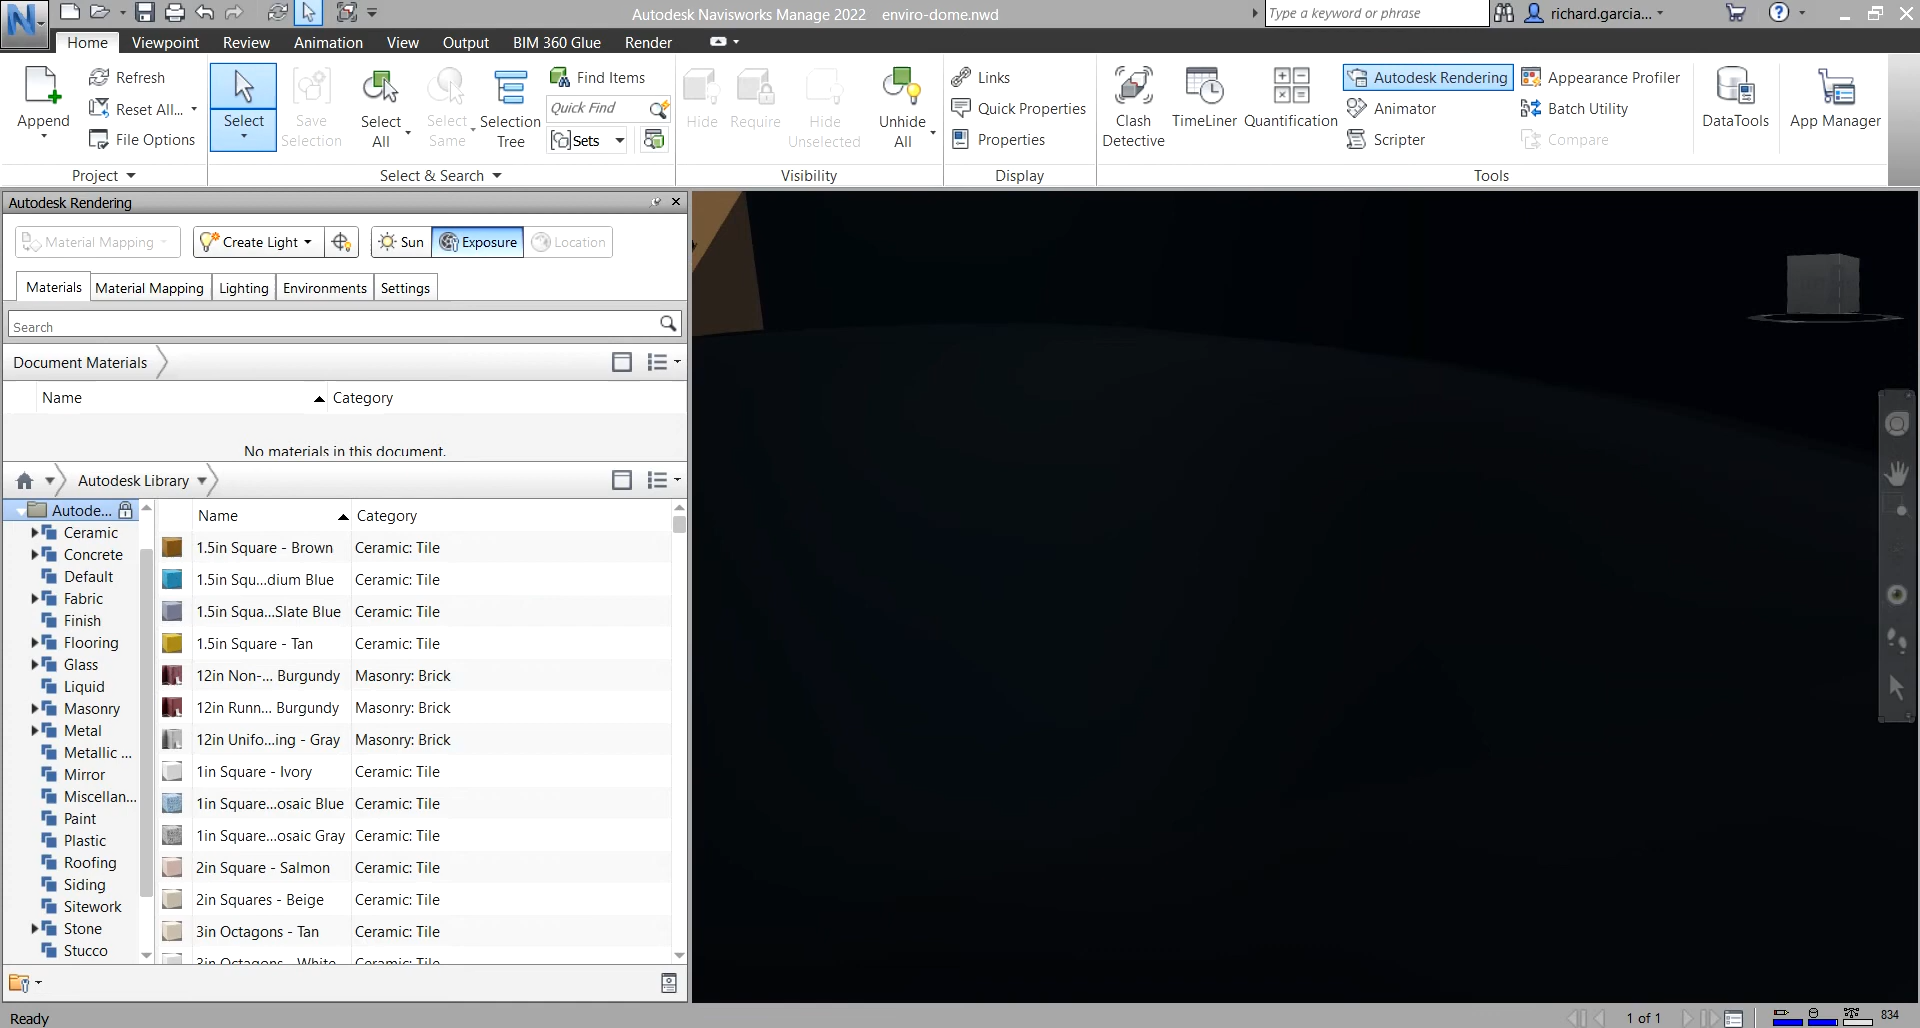 Autodesk Navisworks Manage 2022 enviro-dome.nwd
Type a keyword or phrase
richard.garcia...
Home Viewpoint Review Animation View Output BIM 360 Glue Render
Append
Refresh
Reset All...
File Options
Project
Select
Save Selection
Select All
Select Same
Selection Tree
Find Items
Quick Find
Sets
Select & Search
Hide
Require
Hide Unselected
Unhide All
Visibility
Links
Quick Properties
Properties
Display
Clash Detective
TimeLiner
Quantification
Autodesk Rendering
Animator
Scripter
Appearance Profiler
Batch Utility
Compare
DataTools
App Manager
Tools
Autodesk Rendering
Material Mapping Create Light Sun Exposure Location
Materials Material Mapping Lighting Environments Settings
Search
Document Materials
Name Category
No materials in this document.
Autodesk Library
Autode...
Ceramic
Concrete
Default
Fabric
Finish
Flooring
Glass
Liquid
Masonry
Metal
Metallic ...
Mirror
Miscellan...
Paint
Plastic
Roofing
Siding
Sitework
Stone
Stucco
Name Category
1.5in Square - Brown Ceramic: Tile
1.5in Squ...dium Blue Ceramic: Tile
1.5in Squa...Slate Blue Ceramic: Tile
1.5in Square - Tan Ceramic: Tile
12in Non-... Burgundy Masonry: Brick
12in Runn... Burgundy Masonry: Brick
12in Unifo...ing - Gray Masonry: Brick
1in Square - Ivory Ceramic: Tile
1in Square...osaic Blue Ceramic: Tile
1in Square...osaic Gray Ceramic: Tile
2in Square - Salmon Ceramic: Tile
2in Squares - Beige Ceramic: Tile
3in Octagons - Tan Ceramic: Tile
3in Octagons - White Ceramic: Tile
Ready
1 of 1
834